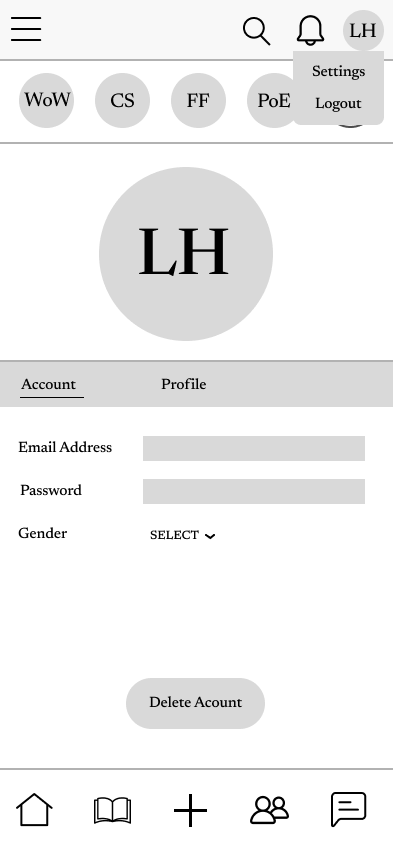 LH
Settings
Logout
WoW
CS
FF
PoE
LH
Account
Profile
Email Address
Password
Gender
SELECT
Delete Acount